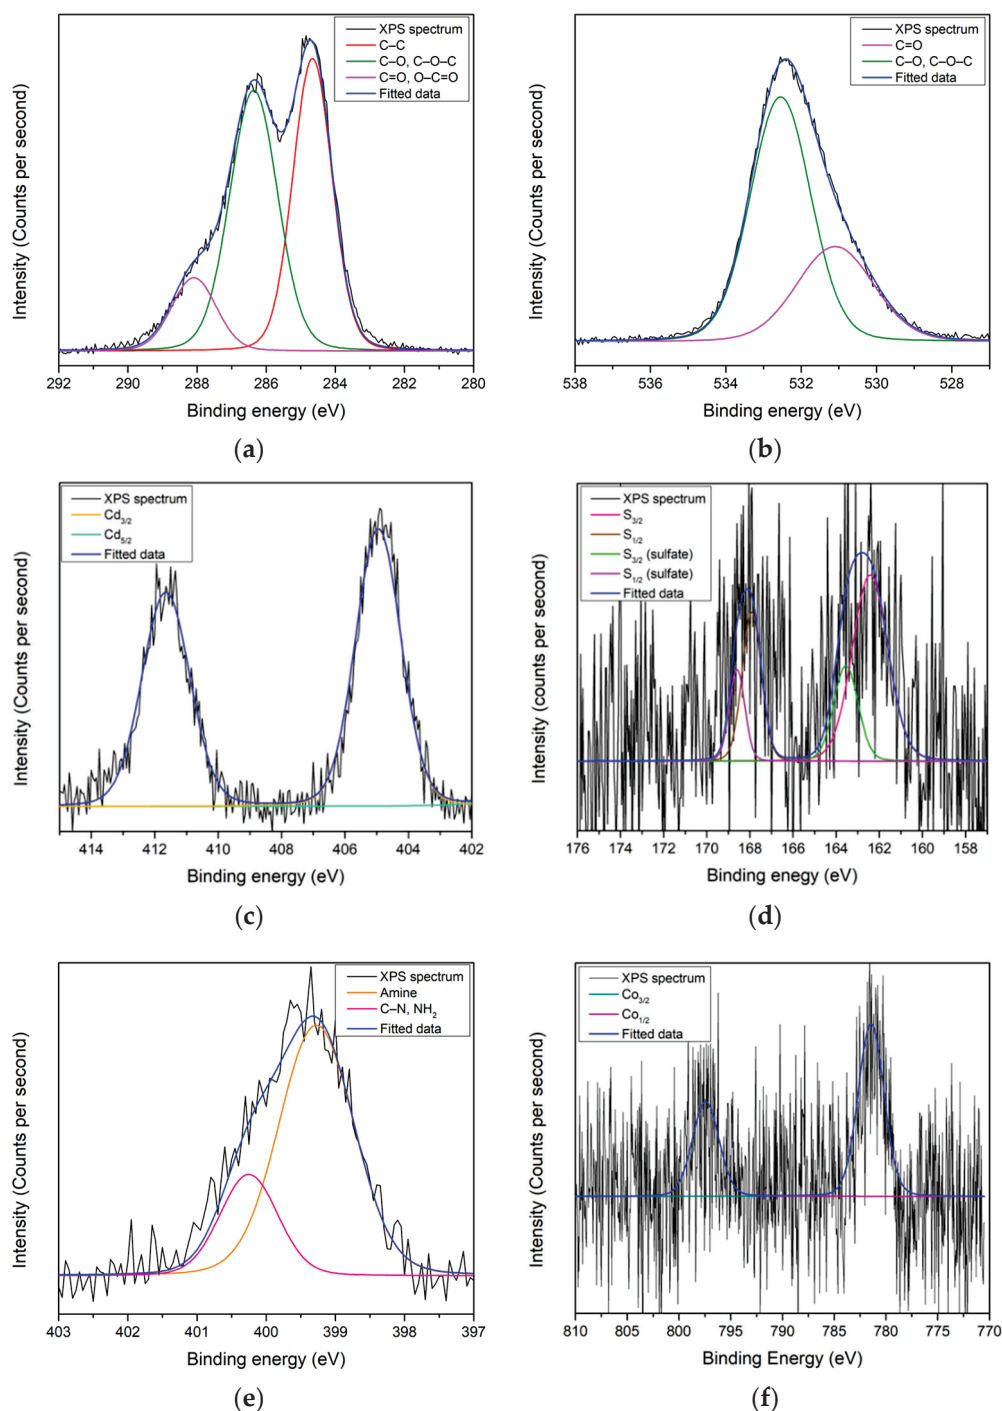 XPS spectrum
C–C
C–O, C–O–C
C=O, O–C=O
Fitted data
Intensity (Counts per second)
292 290 288 286 284 282 280
Binding energy (eV)
(a)
XPS spectrum
C=O
C–O, C–O–C
Fitted data
Intensity (Counts per second)
538 536 534 532 530 528
Binding energy (eV)
(b)
XPS spectrum
Cd3/2
Cd5/2
Fitted data
Intensity (Counts per second)
414 412 410 408 406 404 402
Binding energy (eV)
(c)
XPS spectrum
S3/2
S1/2
S3/2 (sulfate)
S1/2 (sulfate)
Fitted data
Intensity (counts per second)
176 174 172 170 168 166 164 162 160 158
Binding enegy (eV)
(d)
XPS spectrum
Amine
C–N, NH2
Fitted data
Intensity (Counts per second)
403 402 401 400 399 398 397
Binding energy (eV)
(e)
XPS spectrum
Co3/2
Co1/2
Fitted data
Intensity (Counts per second)
810 805 800 795 790 785 780 775 770
Binding Energy (eV)
(f)